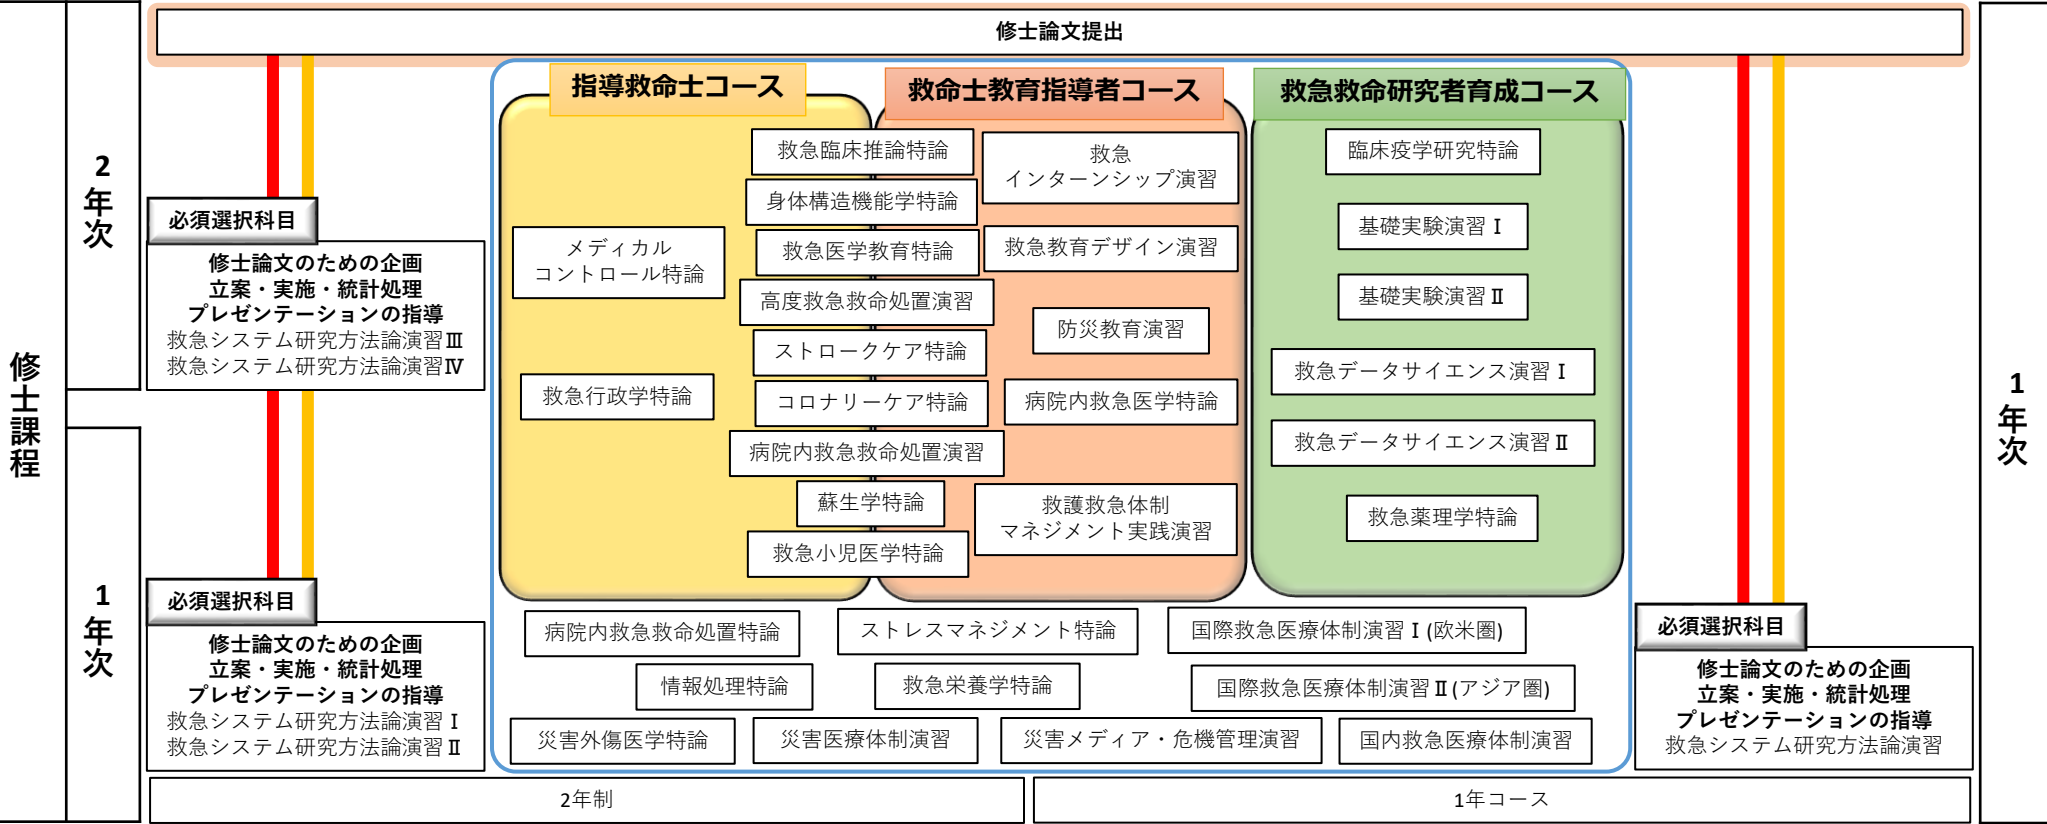 修士論文提出
修士課程
2年次
1年次
必須選択科目
修士論文のための企画
立案・実施・統計処理
プレゼンテーションの指導
救急システム研究方法論演習Ⅲ
救急システム研究方法論演習Ⅳ
必須選択科目
修士論文のための企画
立案・実施・統計処理
プレゼンテーションの指導
救急システム研究方法論演習Ⅰ
救急システム研究方法論演習Ⅱ
指導救命士コース
メディカル
コントロール特論
救急行政学特論
救急臨床推論特論
身体構造機能学特論
救急医学教育特論
高度救急救命処置演習
ストロークケア特論
コロナリーケア特論
病院内救急救命処置演習
蘇生学特論
救急小児医学特論
救命士教育指導者コース
救急
インターンシップ演習
救急教育デザイン演習
防災教育演習
病院内救急医学特論
救護救急体制
マネジメント実践演習
救急救命研究者育成コース
臨床疫学研究特論
基礎実験演習Ⅰ
基礎実験演習Ⅱ
救急データサイエンス演習Ⅰ
救急データサイエンス演習Ⅱ
救急薬理学特論
病院内救急救命処置特論
ストレスマネジメント特論
国際救急医療体制演習Ⅰ(欧米圏)
情報処理特論
救急栄養学特論
国際救急医療体制演習Ⅱ(アジア圏)
災害外傷医学特論
災害医療体制演習
災害メディア・危機管理演習
国内救急医療体制演習
必須選択科目
修士論文のための企画
立案・実施・統計処理
プレゼンテーションの指導
救急システム研究方法論演習
1年次
2年制
1年コース